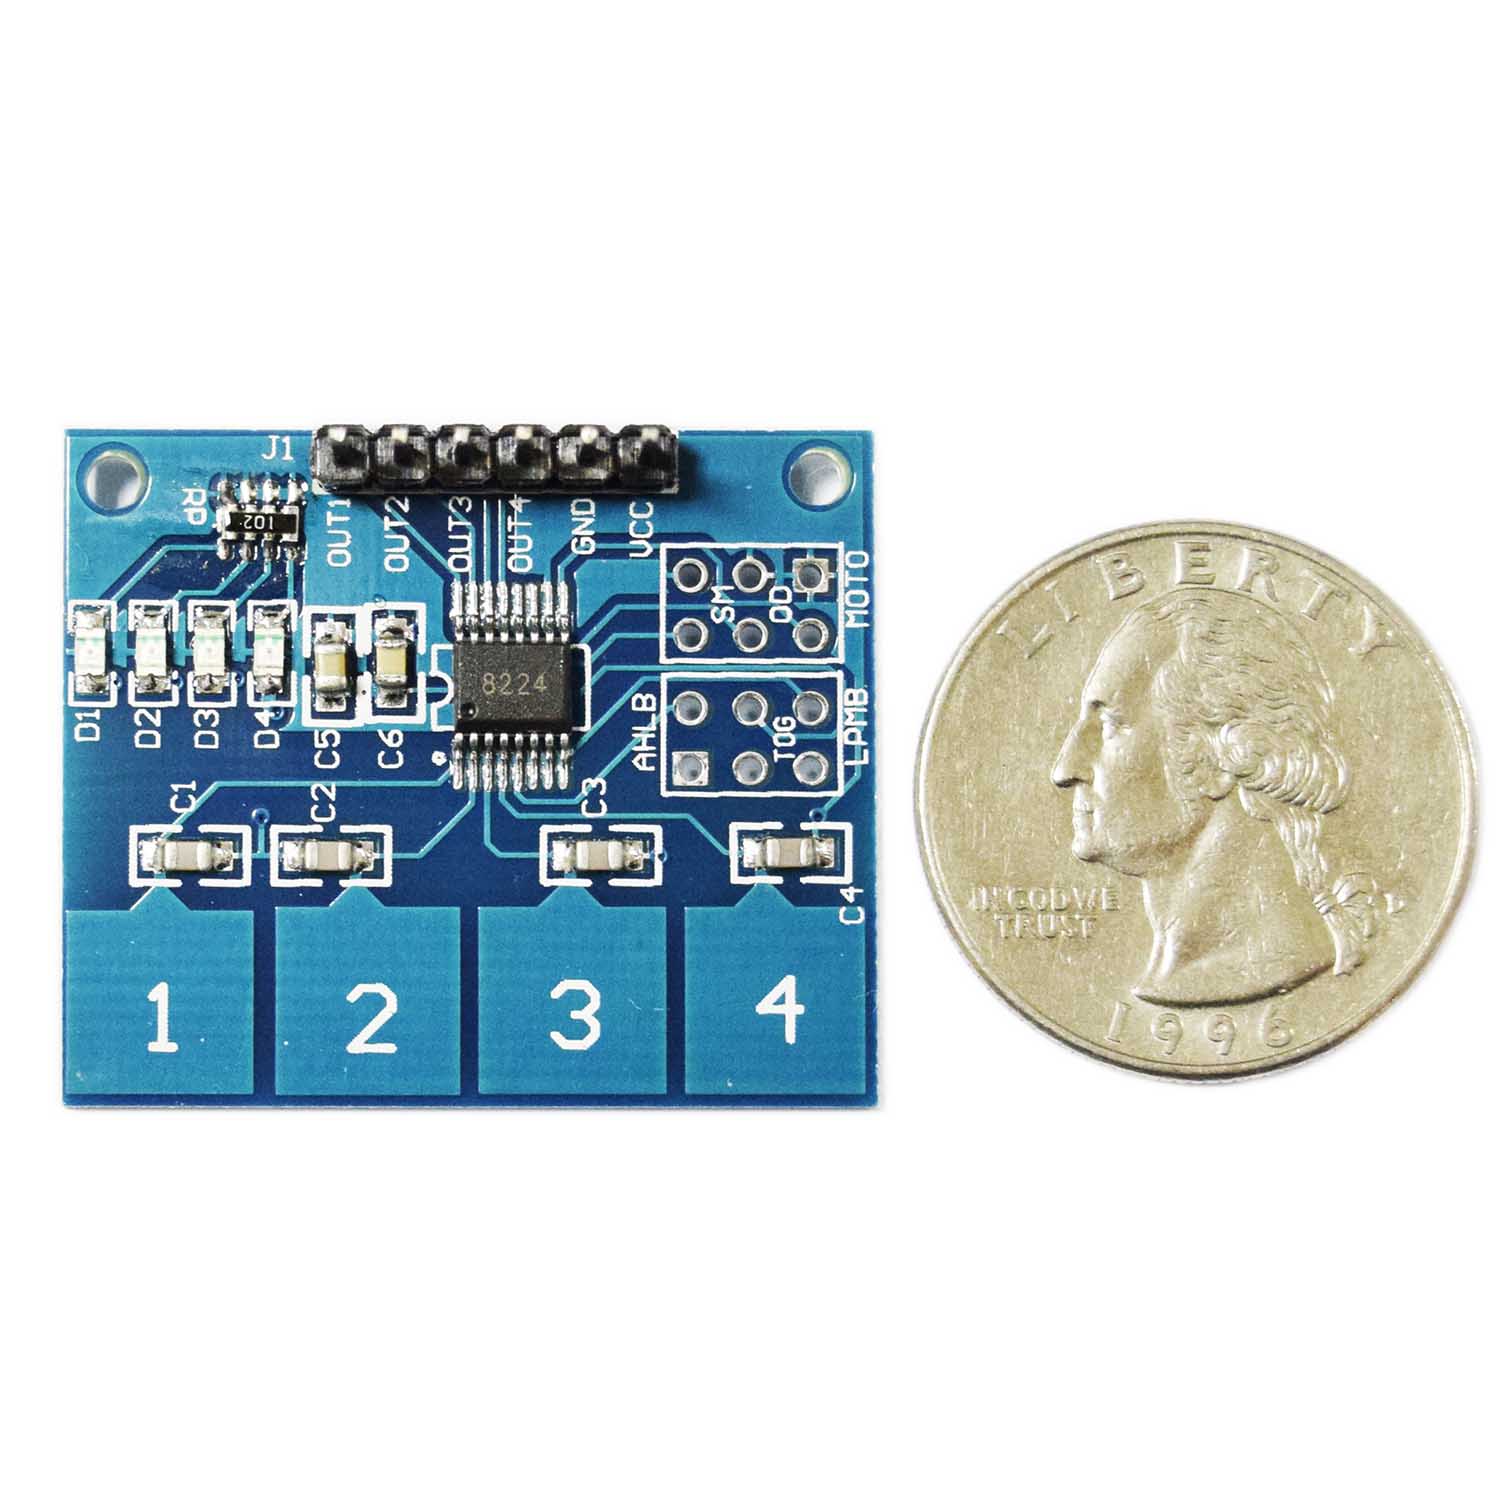 J1
RP
102
OUT1
OUT2
OUT3
OUT4
GND
VCC
SM
OD
MOTO
8224
AHLB
TOG
LPMB
D1
D2
D3
D4
C5
C6
C1
C2
C3
C4
1
2
3
4
LIBERTY
IN GOD WE
TRUST
1996